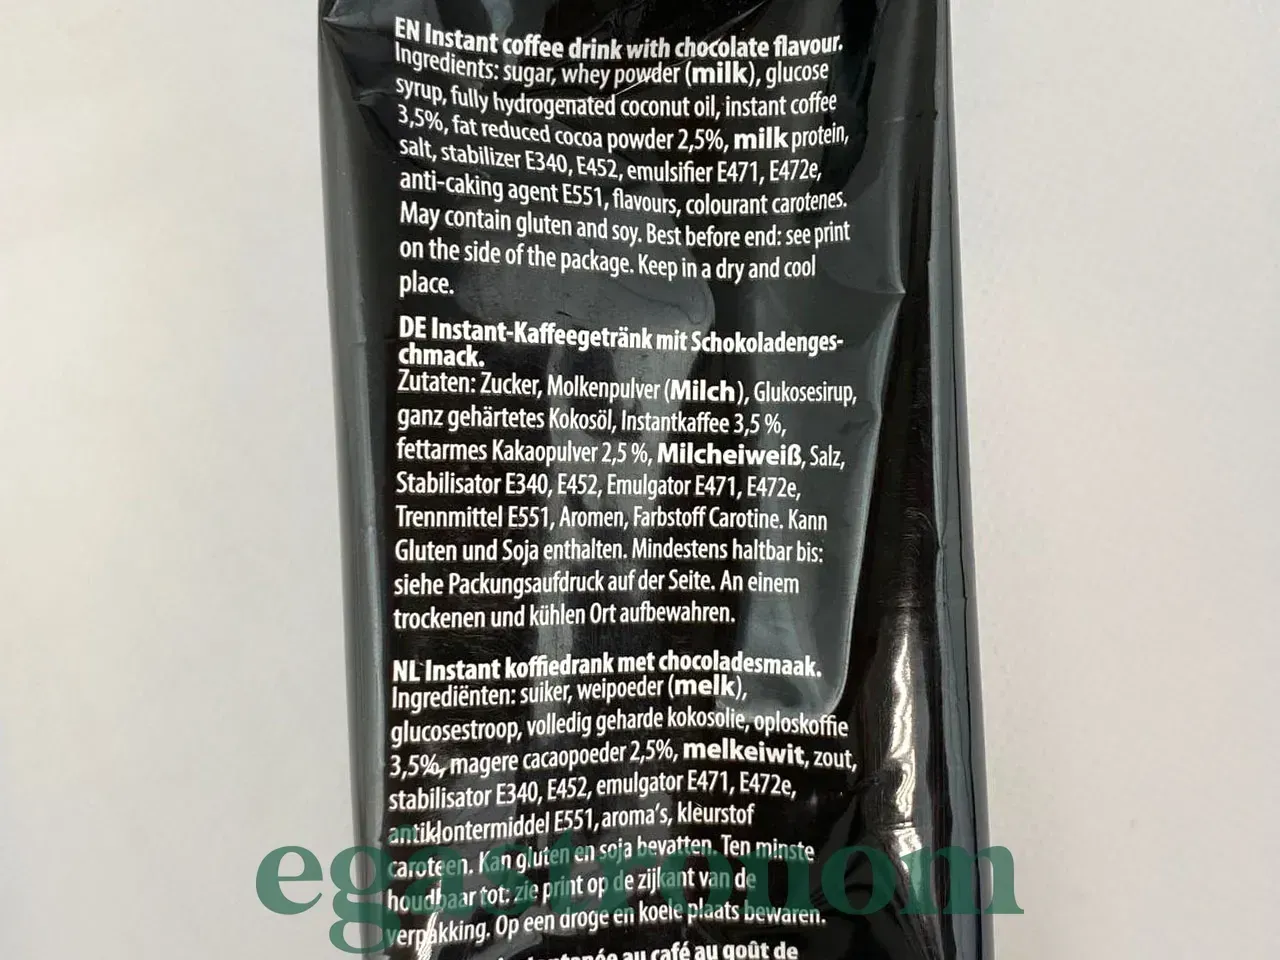 EN Instant coffee drink with chocolate flavour.
Ingredients: sugar, whey powder (milk), glucose
syrup, fully hydrogenated coconut oil, instant coffee
3,5%, fat reduced cocoa powder 2,5%, milk protein,
salt, stabilizer E340, E452, emulsifier E471, E472e,
anti-caking agent E551, flavours, colourant carotenes.
May contain gluten and soy. Best before end: see print
on the side of the package. Keep in a dry and cool
place.
DE Instant-Kaffeegetränk mit Schokoladenges-
chmack.
Zutaten: Zucker, Molkenpulver (Milch), Glukosesirup,
ganz gehärtetes Kokosöl, Instantkaffee 3,5 %,
fettarmes Kakaopulver 2,5 %, Milcheiweiß, Salz,
Stabilisator E340, E452, Emulgator E471, E472e,
Trennmittel E551, Aromen, Farbstoff Carotine. Kann
Gluten und Soja enthalten. Mindestens haltbar bis:
siehe Packungsaufdruck auf der Seite. An einem
trockenen und kühlen Ort aufbewahren.
NL Instant koffiedrank met chocoladesmaak.
Ingrediënten: suiker, weipoeder (melk),
glucosestroop, volledig geharde kokosolie, oploskoffie
3,5%, magere cacaopoeder 2,5%, melkeiwit, zout,
stabilisator E340, E452, emulgator E471, E472e,
antiklontermiddel E551, aroma's, kleurstof
caroteen. Kan gluten en soja bevatten. Ten minste
houdbaar tot: zie print op de zijkant van de
verpakking. Op een droge en koele plaats bewaren.
au café au goût de
egastronom